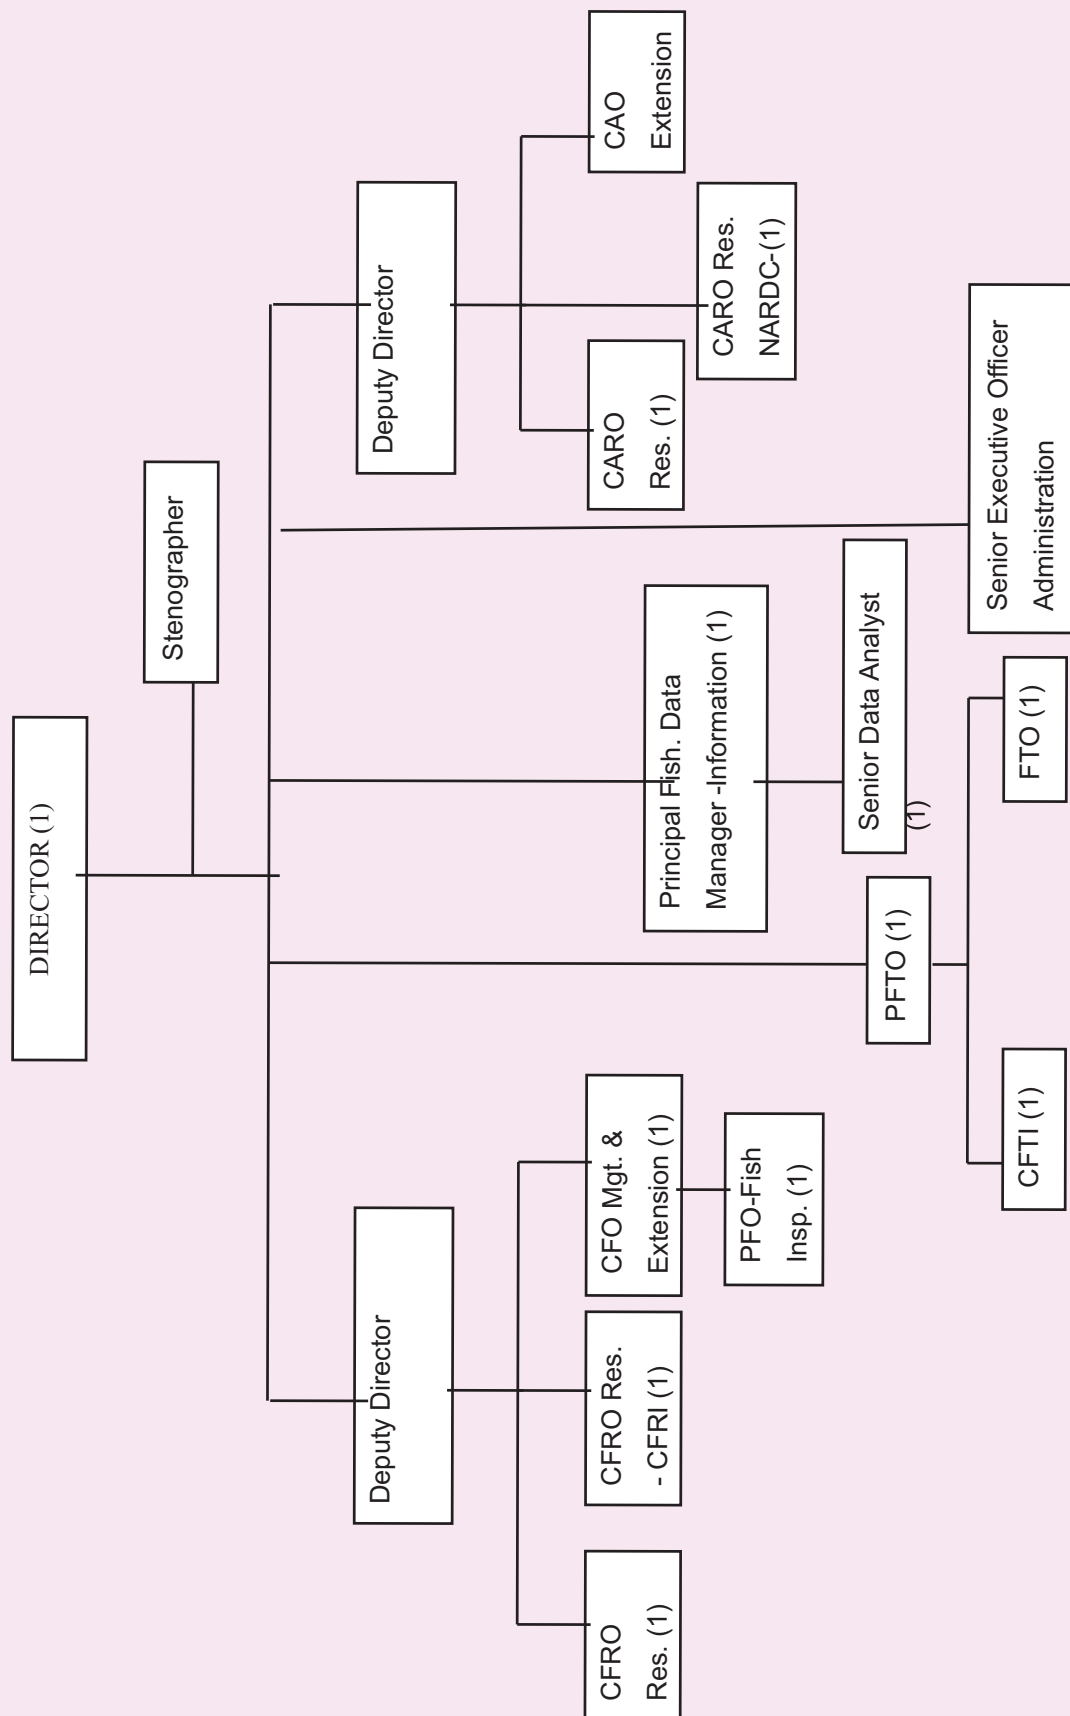 DIRECTOR (1)
Stenographer
Deputy Director
Deputy Director
CFRO
Res. (1)
CFRO Res.
- CFRI (1)
CFO Mgt. &
Extension (1)
PFO-Fish
Insp. (1)
PFTO (1)
CFTI (1)
FTO (1)
Principal Fish. Data
Manager -Information (1)
Senior Data Analyst
(1)
Senior Executive Officer
Administration
CARO
Res. (1)
CARO Res.
NARDC-(1)
CAO
Extension